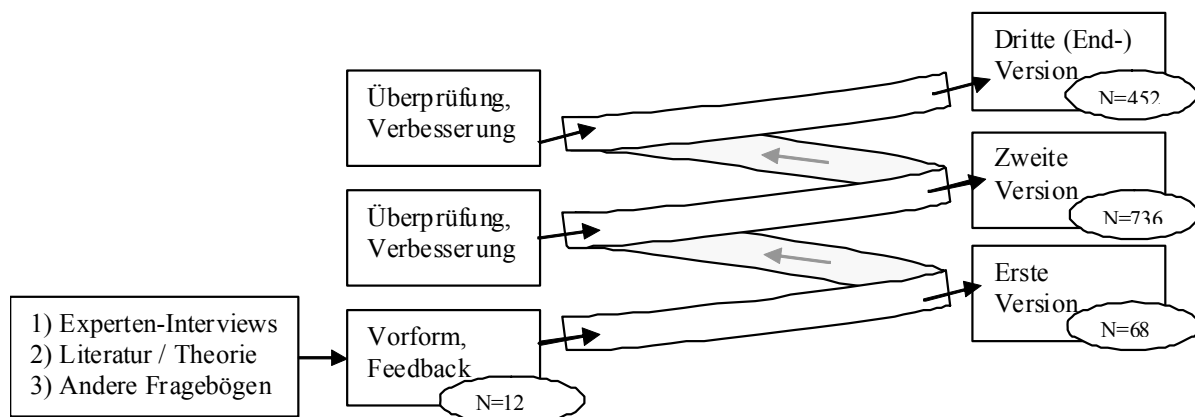 Dritte (End-)
Version
N=452
Überprüfung,
Verbesserung
Zweite
Version
N=736
Überprüfung,
Verbesserung
Erste
Version
N=68
1) Experten-Interviews
2) Literatur / Theorie
3) Andere Fragebögen
Vorform,
Feedback
N=12